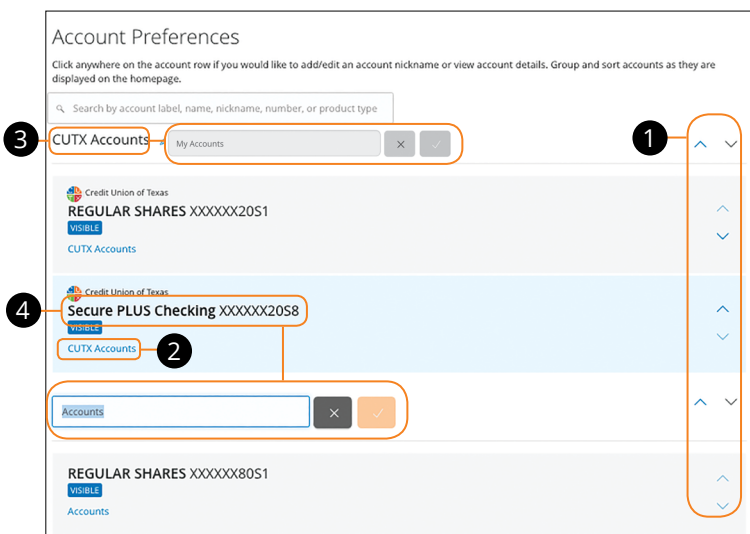 Account Preferences
Click anywhere on the account row if you would like to add/edit an account nickname or view account details. Group and sort accounts as they are
displayed on the homepage.
Search by account label, name, nickname, number, or product type
3
CUTX Accounts
My Accounts
1
Credit Union of Texas
REGULAR SHARES XXXXXX20S1
VISIBLE
CUTX Accounts
Credit Union of Texas
4
Secure PLUS Checking XXXXXX20S8
VISIBLE
CUTX Accounts
2
Accounts
REGULAR SHARES XXXXXX80S1
VISIBLE
Accounts